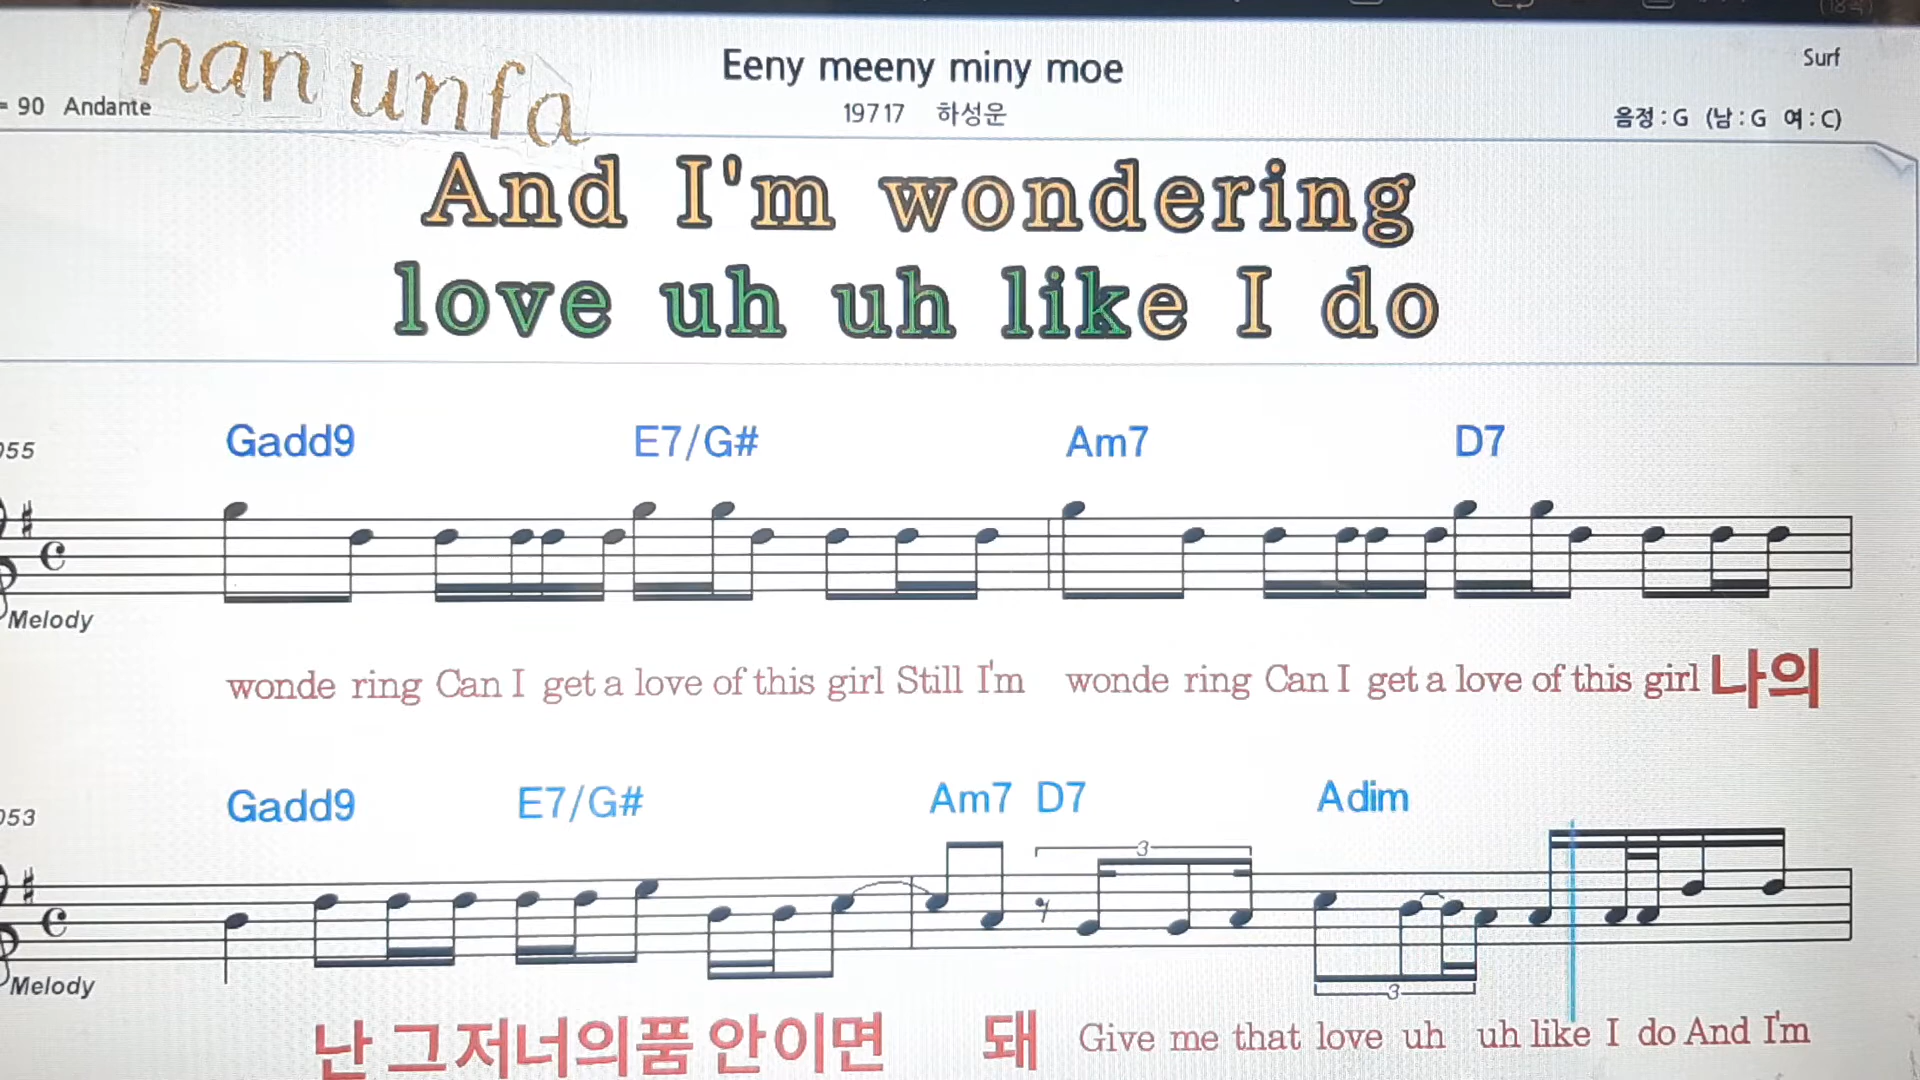 han unfa
Eeny meeny miny moe
Surf
= 90 Andante
19717 하성운
음정 : G (남 : G 여 : C)
And I'm wondering
love uh uh like I do
Gadd9 E7/G# Am7 D7
055
Melody
wonde ring Can I get a love of this girl Still I'm wonde ring Can I get a love of this girl 나의
Gadd9 E7/G# Am7 D7 Adim
053
3
Melody
3
난 그저너의품 안이면 돼 Give me that love uh uh like I do And I'm